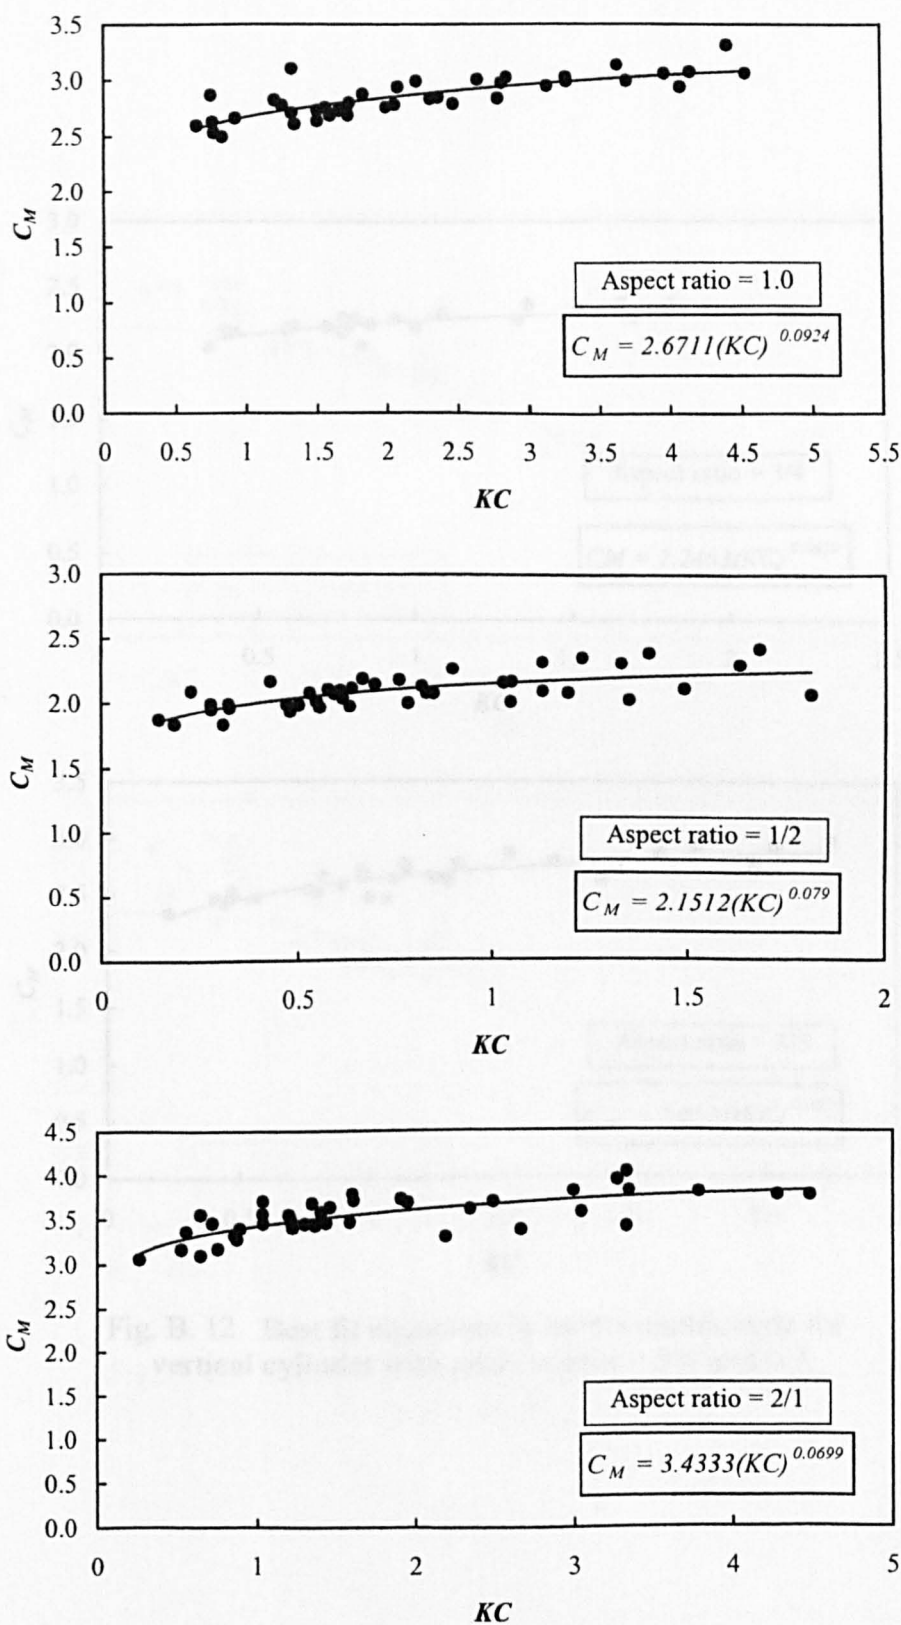 3.5
3.0
2.5
2.0
1.5
1.0
0.5
0.0
C_M
Aspect ratio = 1.0
C_M = 2.6711(KC)^0.0924
0 0.5 1 1.5 2 2.5 3 3.5 4 4.5 5 5.5
KC
3.0
2.5
2.0
1.5
1.0
0.5
0.0
C_M
Aspect ratio = 1/2
C_M = 2.1512(KC)^0.079
0 0.5 1 1.5 2
KC
4.5
4.0
3.5
3.0
2.5
2.0
1.5
1.0
0.5
0.0
C_M
Aspect ratio = 2/1
C_M = 3.4333(KC)^0.0699
0 1 2 3 4 5
KC